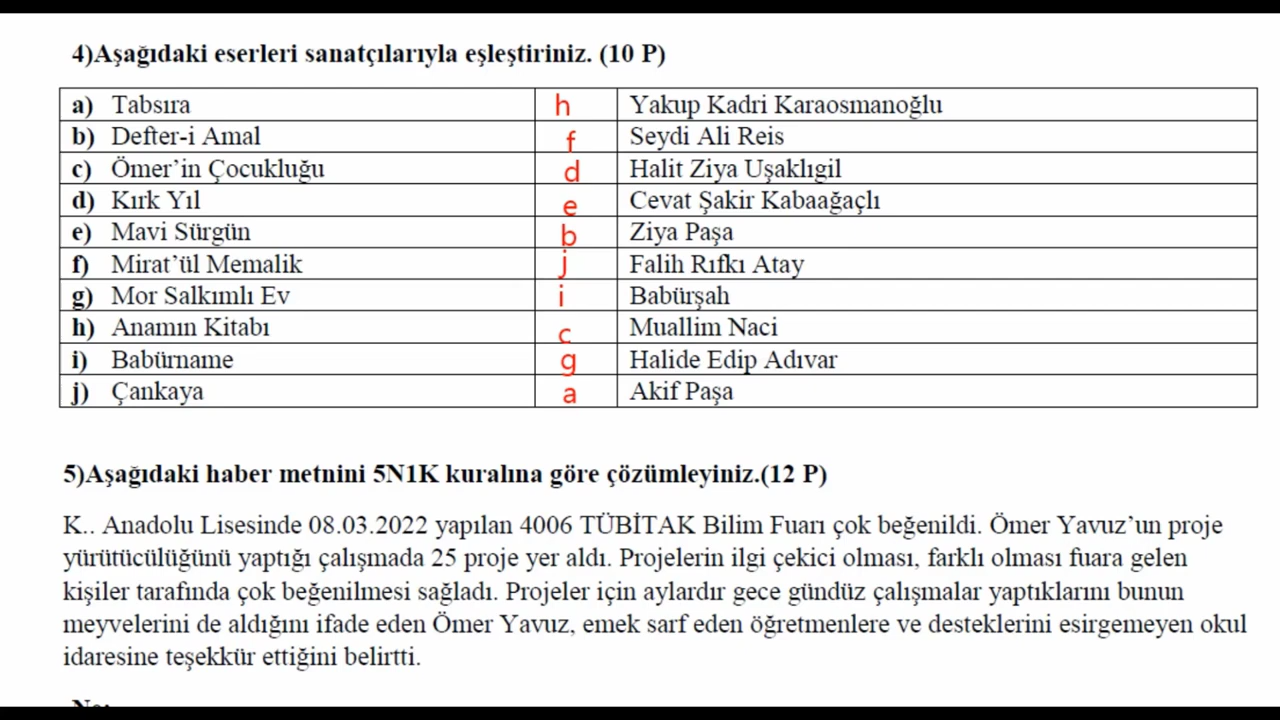 4)Aşağıdaki eserleri sanatçılarıyla eşleştiriniz. (10 P)
a) Tabsıra h Yakup Kadri Karaosmanoğlu
b) Defter-i Amal f Seydi Ali Reis
c) Ömer’in Çocukluğu d Halit Ziya Uşaklıgil
d) Kırk Yıl e Cevat Şakir Kabaağaçlı
e) Mavi Sürgün b Ziya Paşa
f) Mirat’ül Memalik j Falih Rıfkı Atay
g) Mor Salkımlı Ev i Babürşah
h) Anamın Kitabı c Muallim Naci
i) Babürname g Halide Edip Adıvar
j) Çankaya a Akif Paşa
5)Aşağıdaki haber metnini 5N1K kuralına göre çözümleyiniz.(12 P)
K.. Anadolu Lisesinde 08.03.2022 yapılan 4006 TÜBİTAK Bilim Fuarı çok beğenildi. Ömer Yavuz’un proje
yürütücülüğünü yaptığı çalışmada 25 proje yer aldı. Projelerin ilgi çekici olması, farklı olması fuara gelen
kişiler tarafından çok beğenilmesi sağladı. Projeler için aylardır gece gündüz çalışmalar yaptıklarını bunun
meyvelerini de aldığını ifade eden Ömer Yavuz, emek sarf eden öğretmenlere ve desteklerini esirgemeyen okul
idaresine teşekkür ettiğini belirtti.